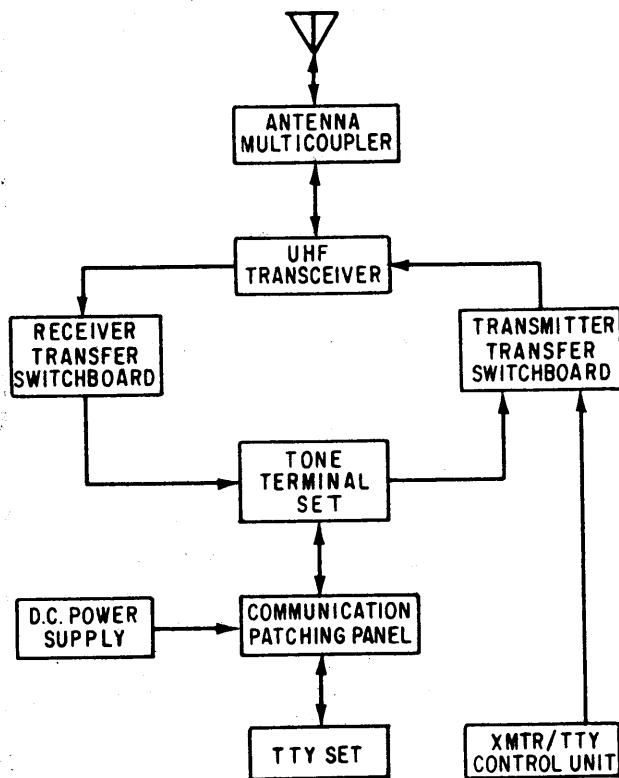 ANTENNA
MULTICOUPLER
UHF
TRANSCEIVER
RECEIVER
TRANSFER
SWITCHBOARD
TRANSMITTER
TRANSFER
SWITCHBOARD
TONE
TERMINAL
SET
D.C. POWER
SUPPLY
COMMUNICATION
PATCHING PANEL
TTY SET
XMTR/TTY
CONTROL UNIT